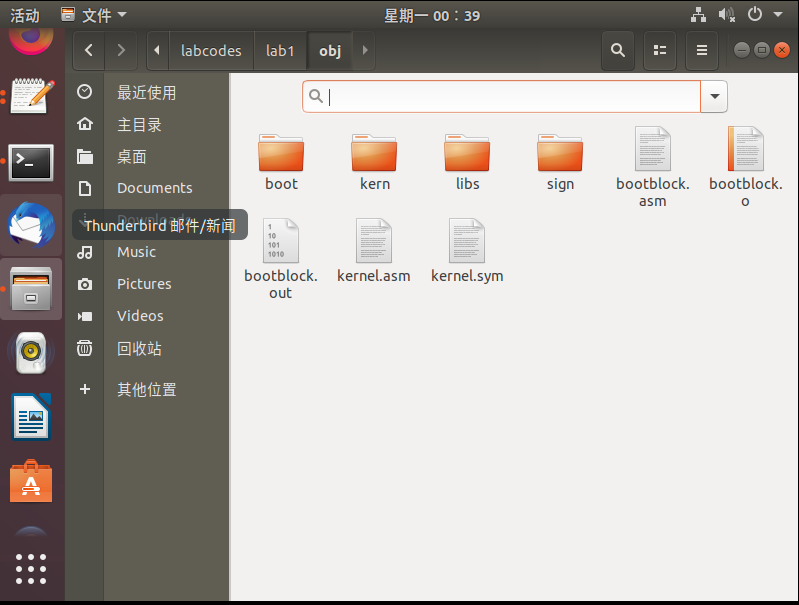 活动
文件
星期一 00：39
labcodes
lab1
obj
最近使用
主目录
桌面
Documents
Downloads
Thunderbird 邮件/新闻
Music
Pictures
Videos
回收站
其他位置
boot
kern
libs
sign
bootblock.
asm
bootblock.
o
bootblock.
out
kernel.asm
kernel.sym